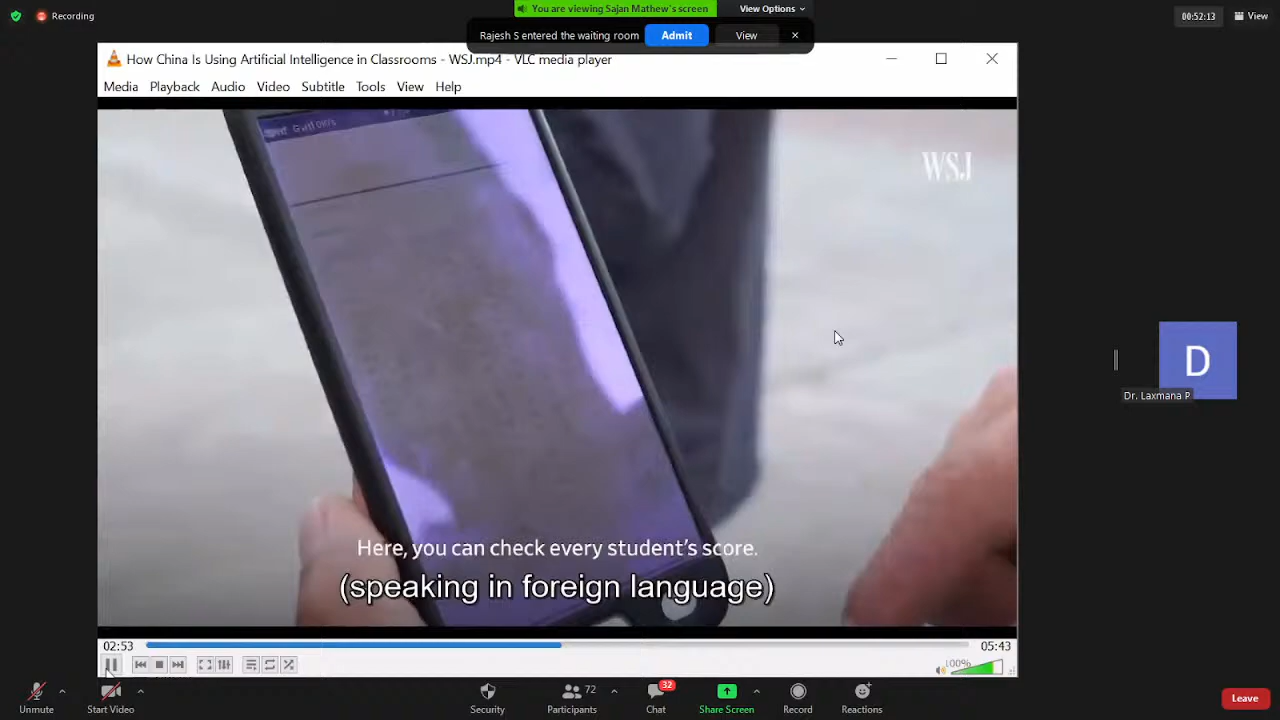 Recording
You are viewing Sajan Mathew's screen
View Options
00:52:13
View
Rajesh S entered the waiting room
Admit
View
How China Is Using Artificial Intelligence in Classrooms - WSJ.mp4 - VLC media player
Media Playback Audio Video Subtitle Tools View Help
WSJ
D
Dr. Laxmana P
Here, you can check every student's score.
(speaking in foreign language)
02:53
05:43
100%
Unmute
Start Video
Security
72
Participants
32
Chat
Share Screen
Record
Reactions
Leave